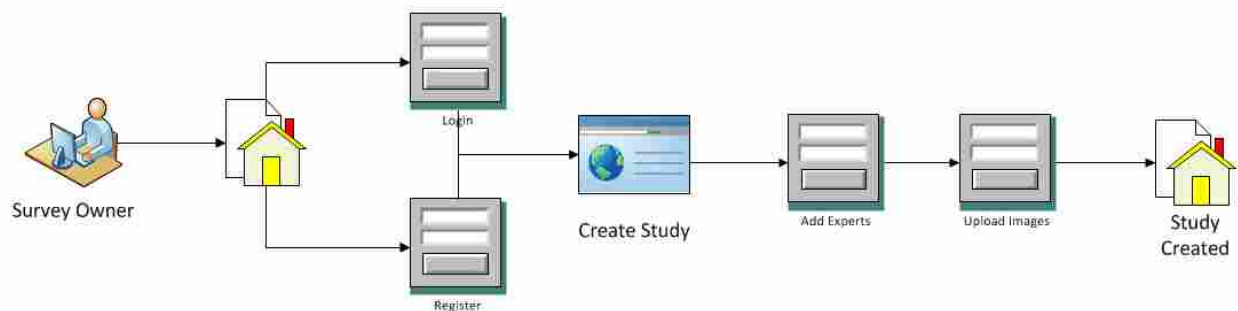 Survey Owner
Login
Register
Create Study
Add Experts
Upload Images
Study
Created